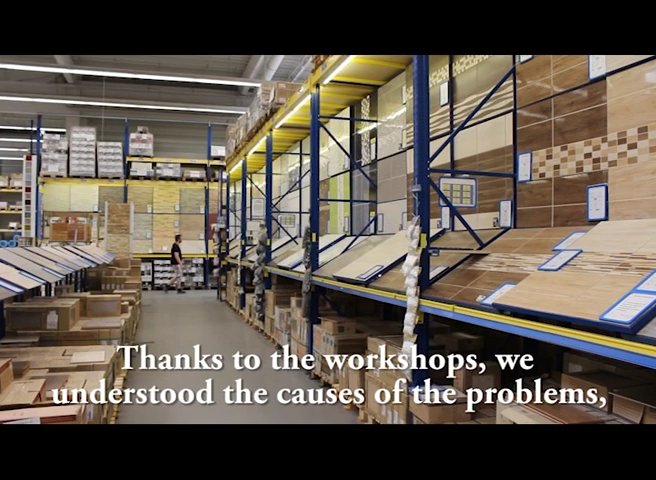 Thanks to the workshops, we
understood the causes of the problems,